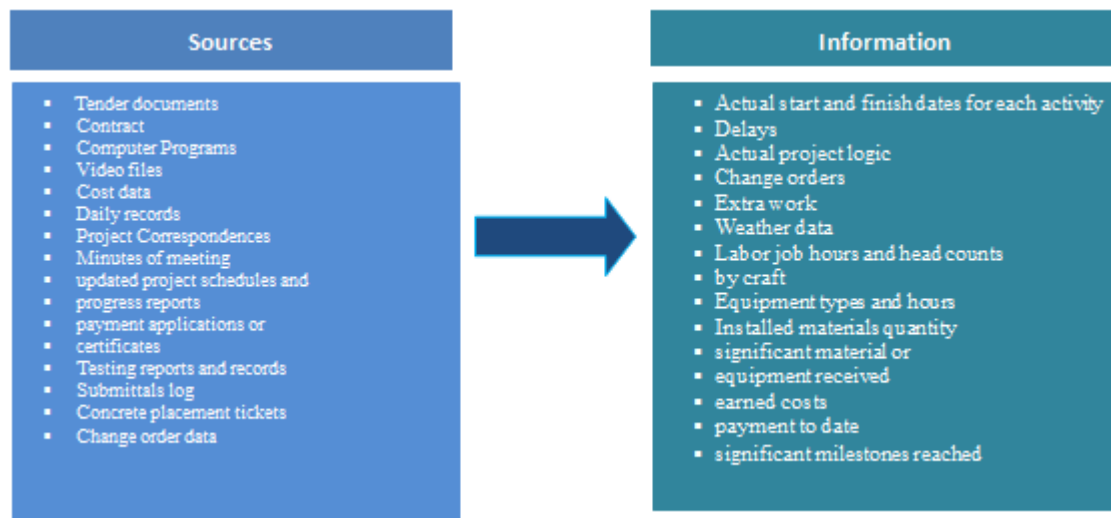 Sources
Tender documents
Contract
Computer Programs
Video files
Cost data
Daily records
Project Correspondences
Minutes of meeting
updated project schedules and
progress reports
payment applications or
certificates
Testing reports and records
Submittals log
Concrete placement tickets
Change order data
Information
Actual start and finish dates for each activity
Delays
Actual project logic
Change orders
Extra work
Weather data
Labor job hours and head counts
by craft
Equipment types and hours
Installed materials quantity
significant material or
equipment received
earned costs
payment to date
significant milestones reached